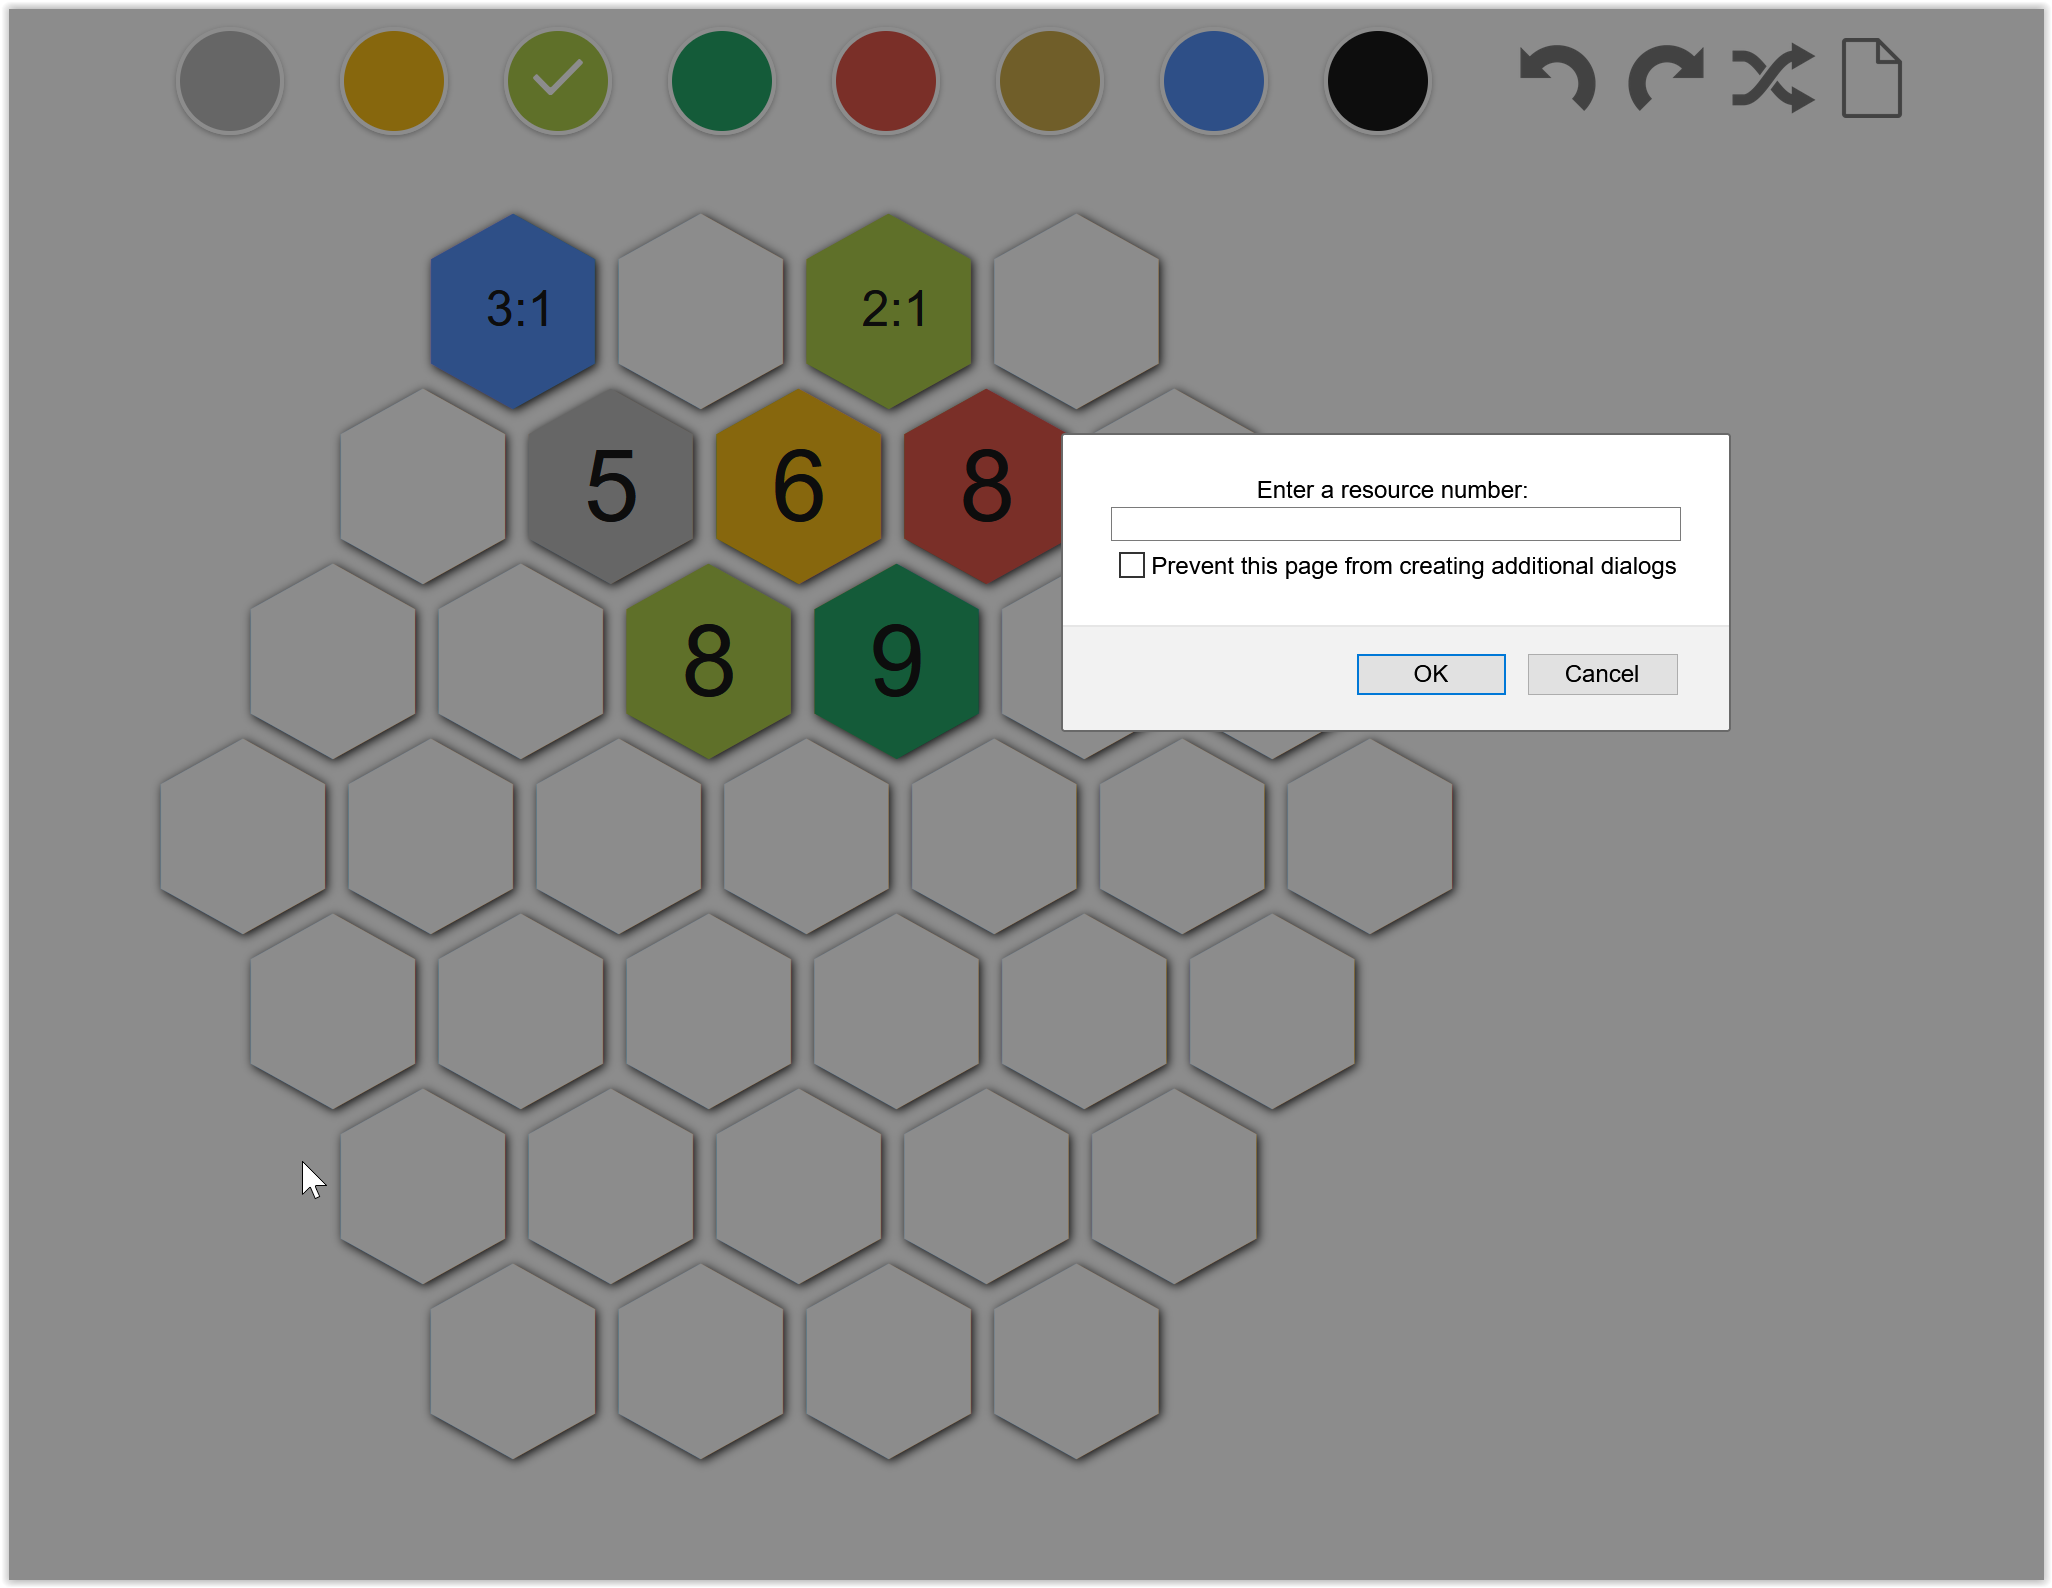 3:1
2:1
5
6
8
Enter a resource number:
Prevent this page from creating additional dialogs
8
9
OK
Cancel